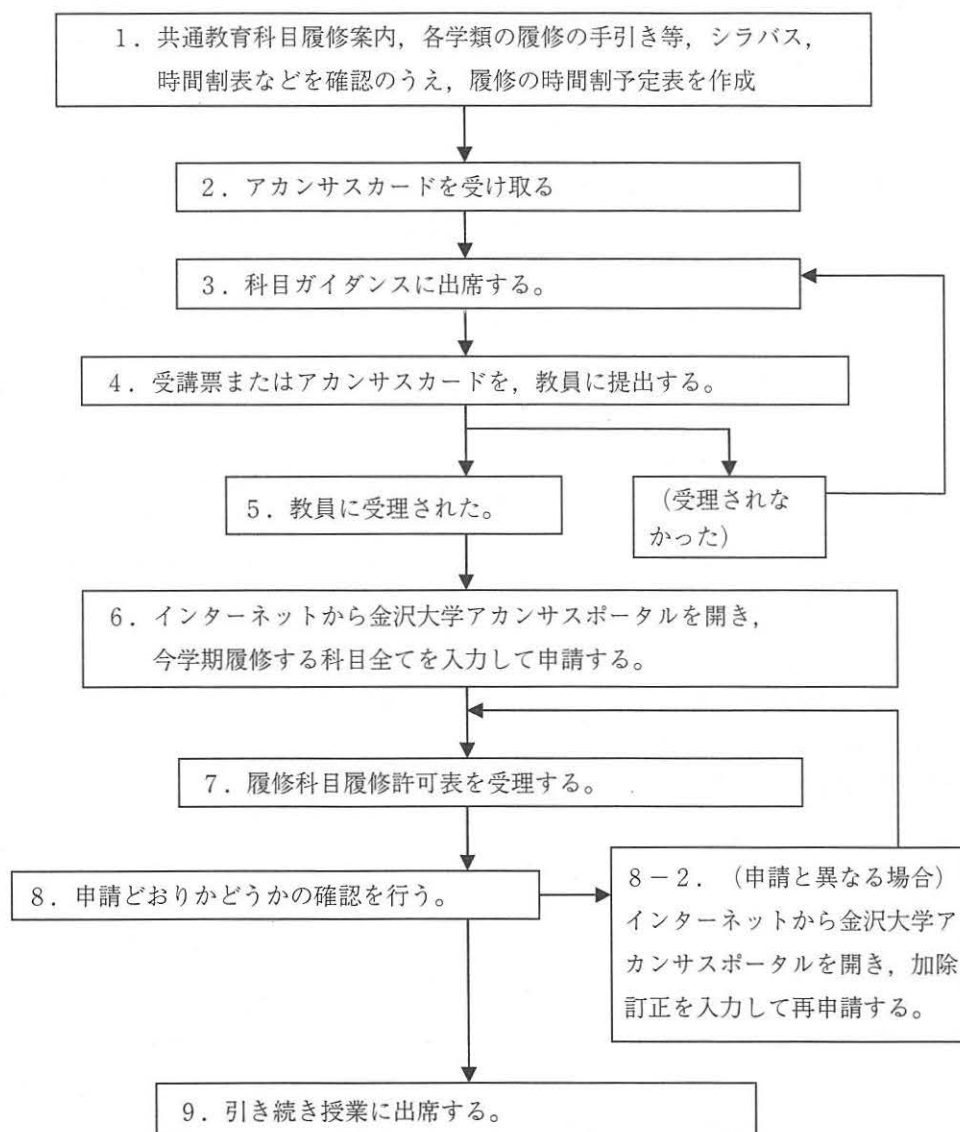 1．共通教育科目履修案内，各学類の履修の手引き等，シラバス，
時間割表などを確認のうえ，履修の時間割予定表を作成
2．アカンサスカードを受け取る
3．科目ガイダンスに出席する。
4．受講票またはアカンサスカードを，教員に提出する。
5．教員に受理された。
（受理されな
かった）
6．インターネットから金沢大学アカンサスポータルを開き，
今学期履修する科目全てを入力して申請する。
7．履修科目履修許可表を受理する。
8．申請どおりかどうかの確認を行う。
8－2．（申請と異なる場合）
インターネットから金沢大学ア
カンサスポータルを開き，加除
訂正を入力して再申請する。
9．引き続き授業に出席する。